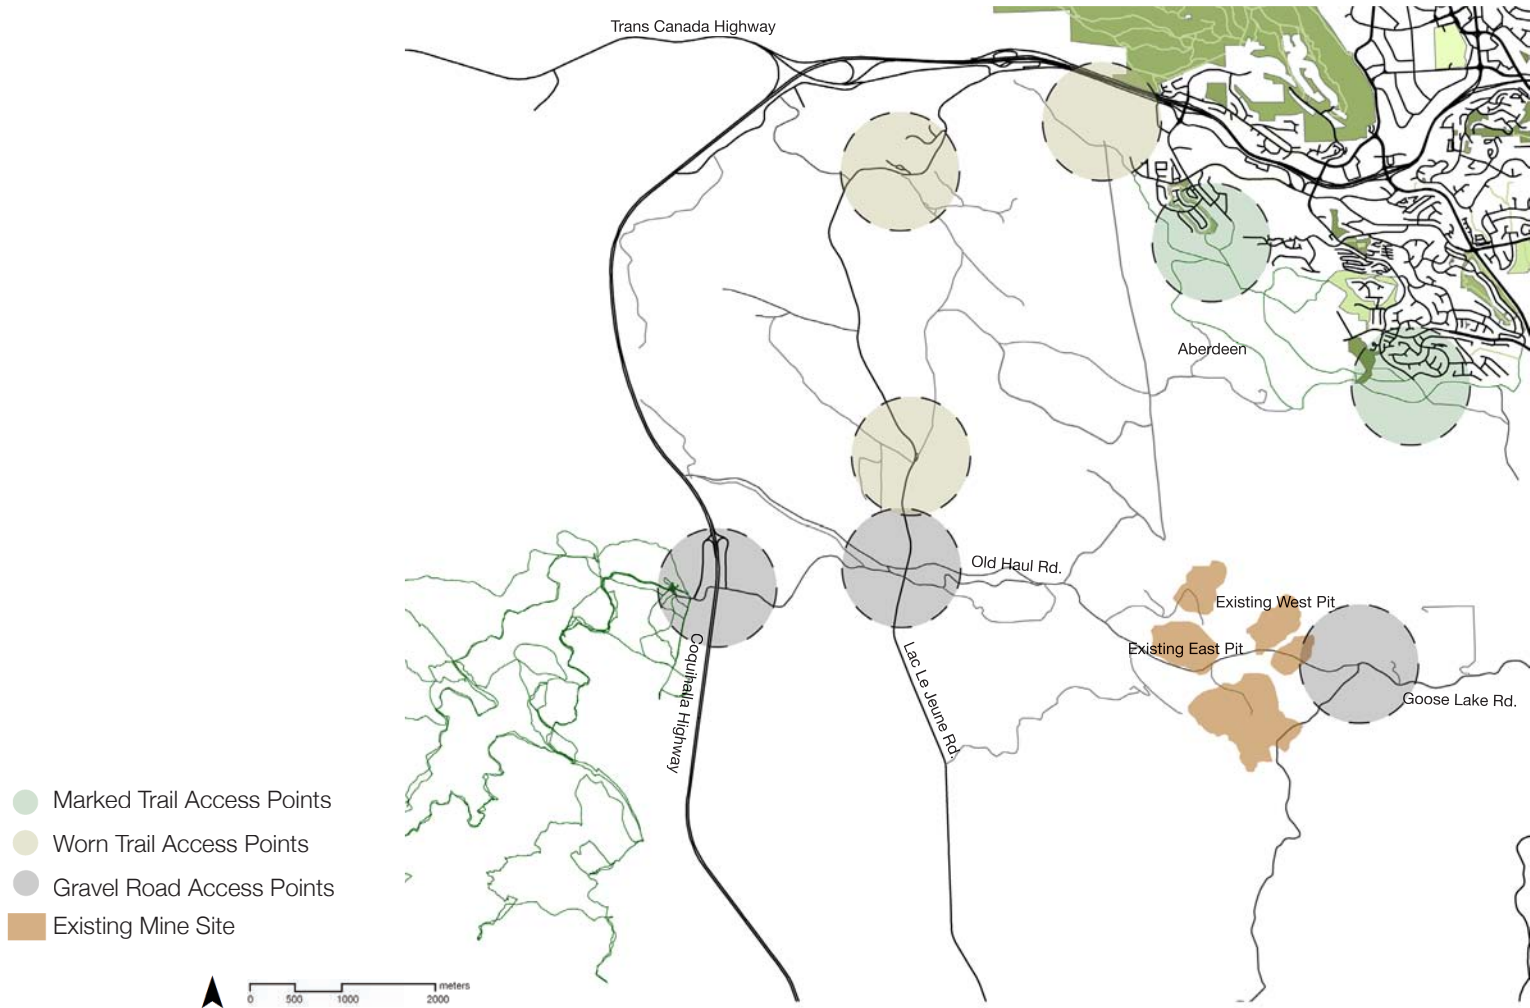 Trans Canada Highway
Aberdeen
Old Haul Rd.
Existing West Pit
Existing East Pit
Goose Lake Rd.
Coquihalla Highway
Lac Le Jeune Rd.
Marked Trail Access Points
Worn Trail Access Points
Gravel Road Access Points
Existing Mine Site
meters
0 500 1000 2000